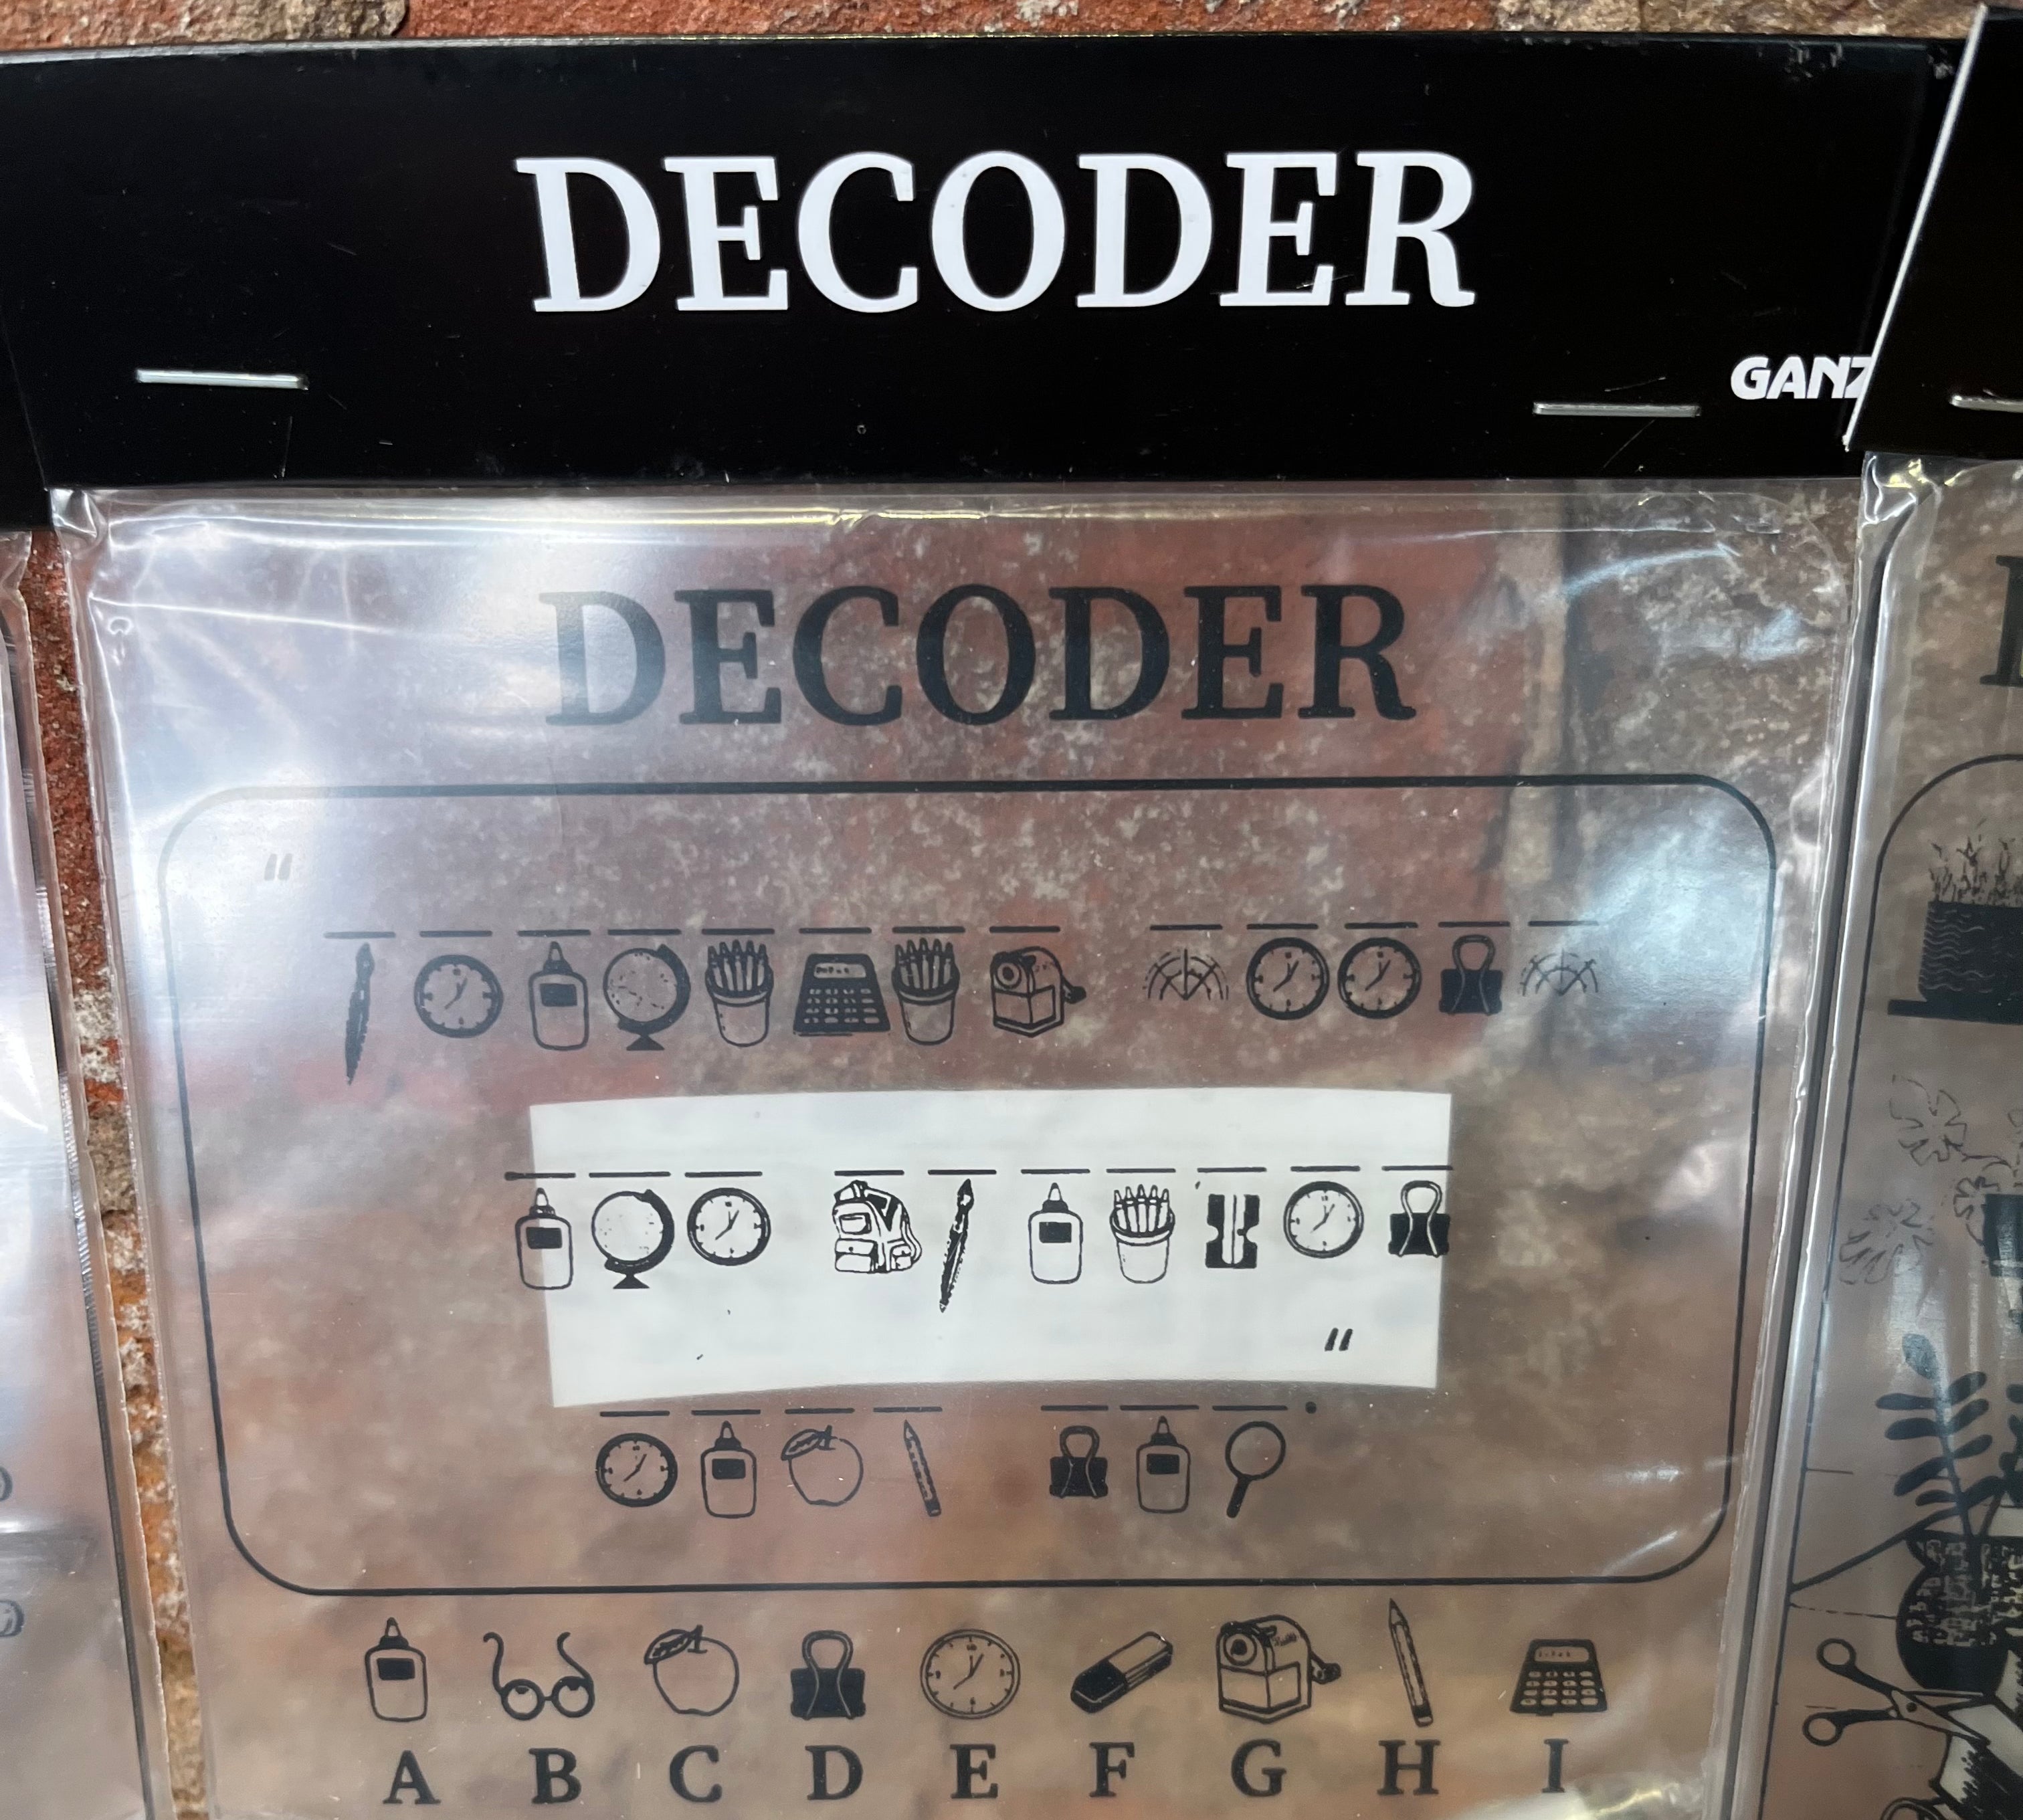 DECODER
GANZ
DECODER
"
"
A B C D E F G H I